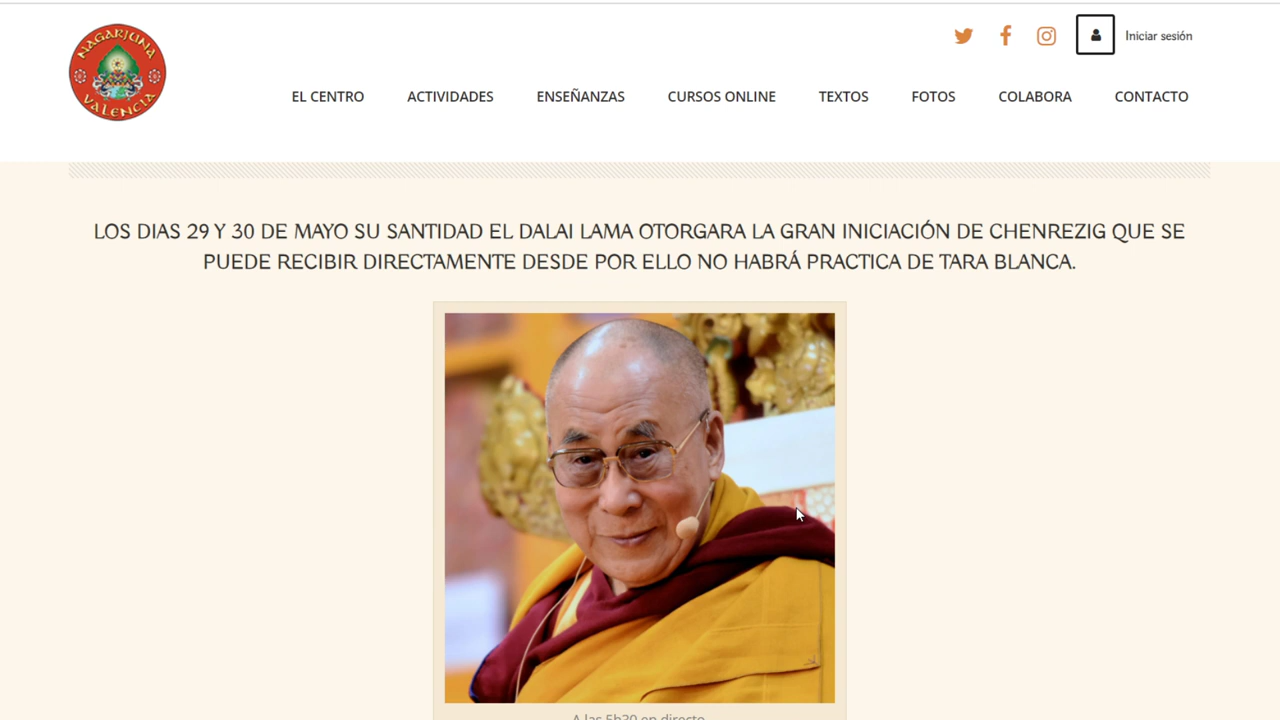 NAGARJUNA
VALENCIA
Iniciar sesión
EL CENTRO ACTIVIDADES ENSEÑANZAS CURSOS ONLINE TEXTOS FOTOS COLABORA CONTACTO
LOS DIAS 29 Y 30 DE MAYO SU SANTIDAD EL DALAI LAMA OTORGARA LA GRAN INICIACIÓN DE CHENREZIG QUE SE
PUEDE RECIBIR DIRECTAMENTE DESDE POR ELLO NO HABRÁ PRACTICA DE TARA BLANCA.
A las 5h30 en directo